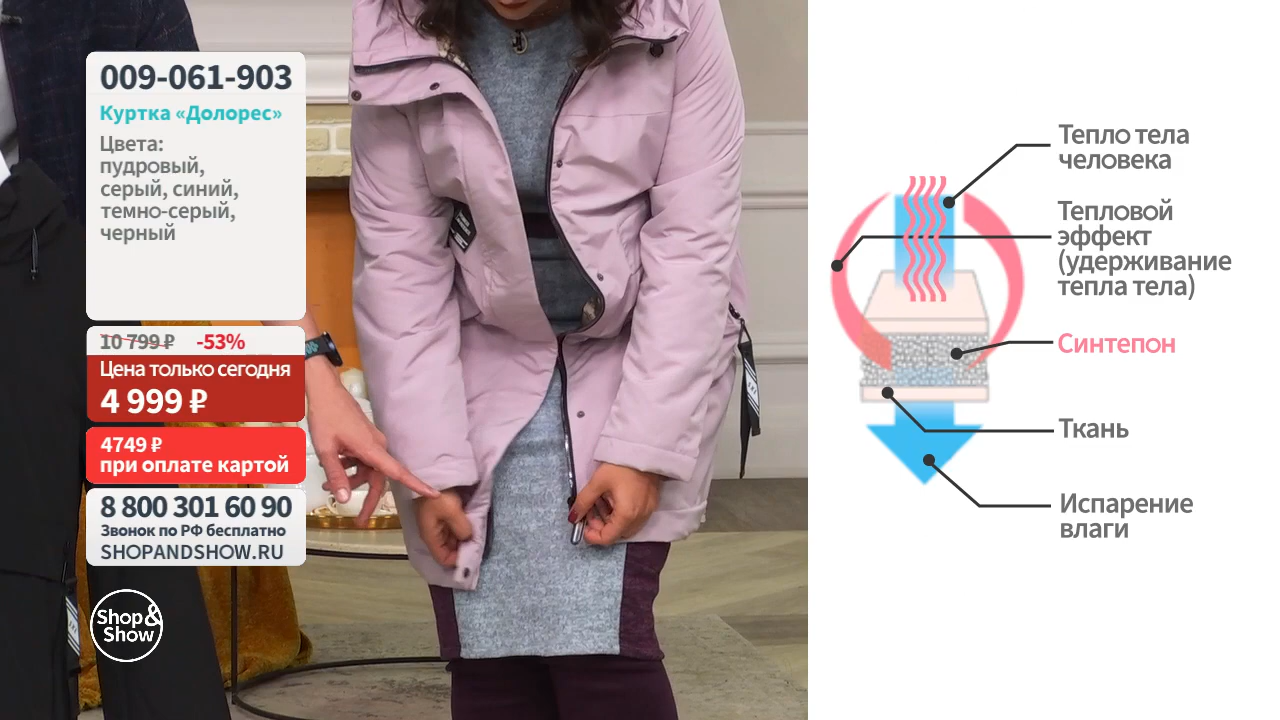 009-061-903
Куртка «Долорес»
Цвета:
пудровый,
серый, синий,
темно-серый,
черный
10 799 ₽ -53%
Цена только сегодня
4 999 ₽
4749 ₽
при оплате картой
8 800 301 60 90
Звонок по РФ бесплатно
SHOPANDSHOW.RU
Shop&
Show
Тепло тела
человека
Тепловой
эффект
(удерживание
тепла тела)
Синтепон
Ткань
Испарение
влаги